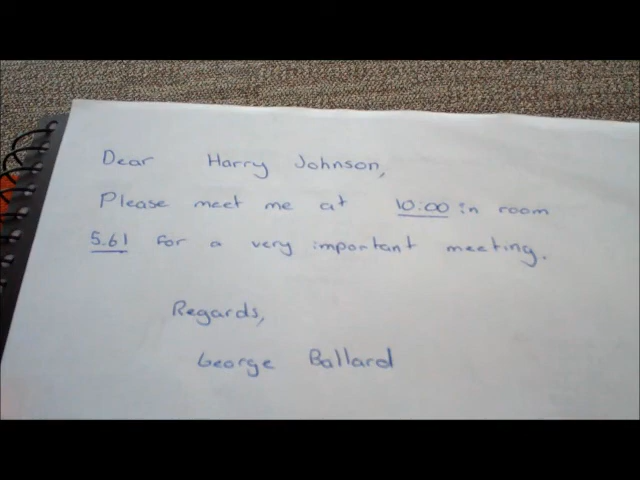 Dear Harry Johnson,
Please meet me at 10:00 in room
5.61 for a very important meeting.
Regards,
George Ballard